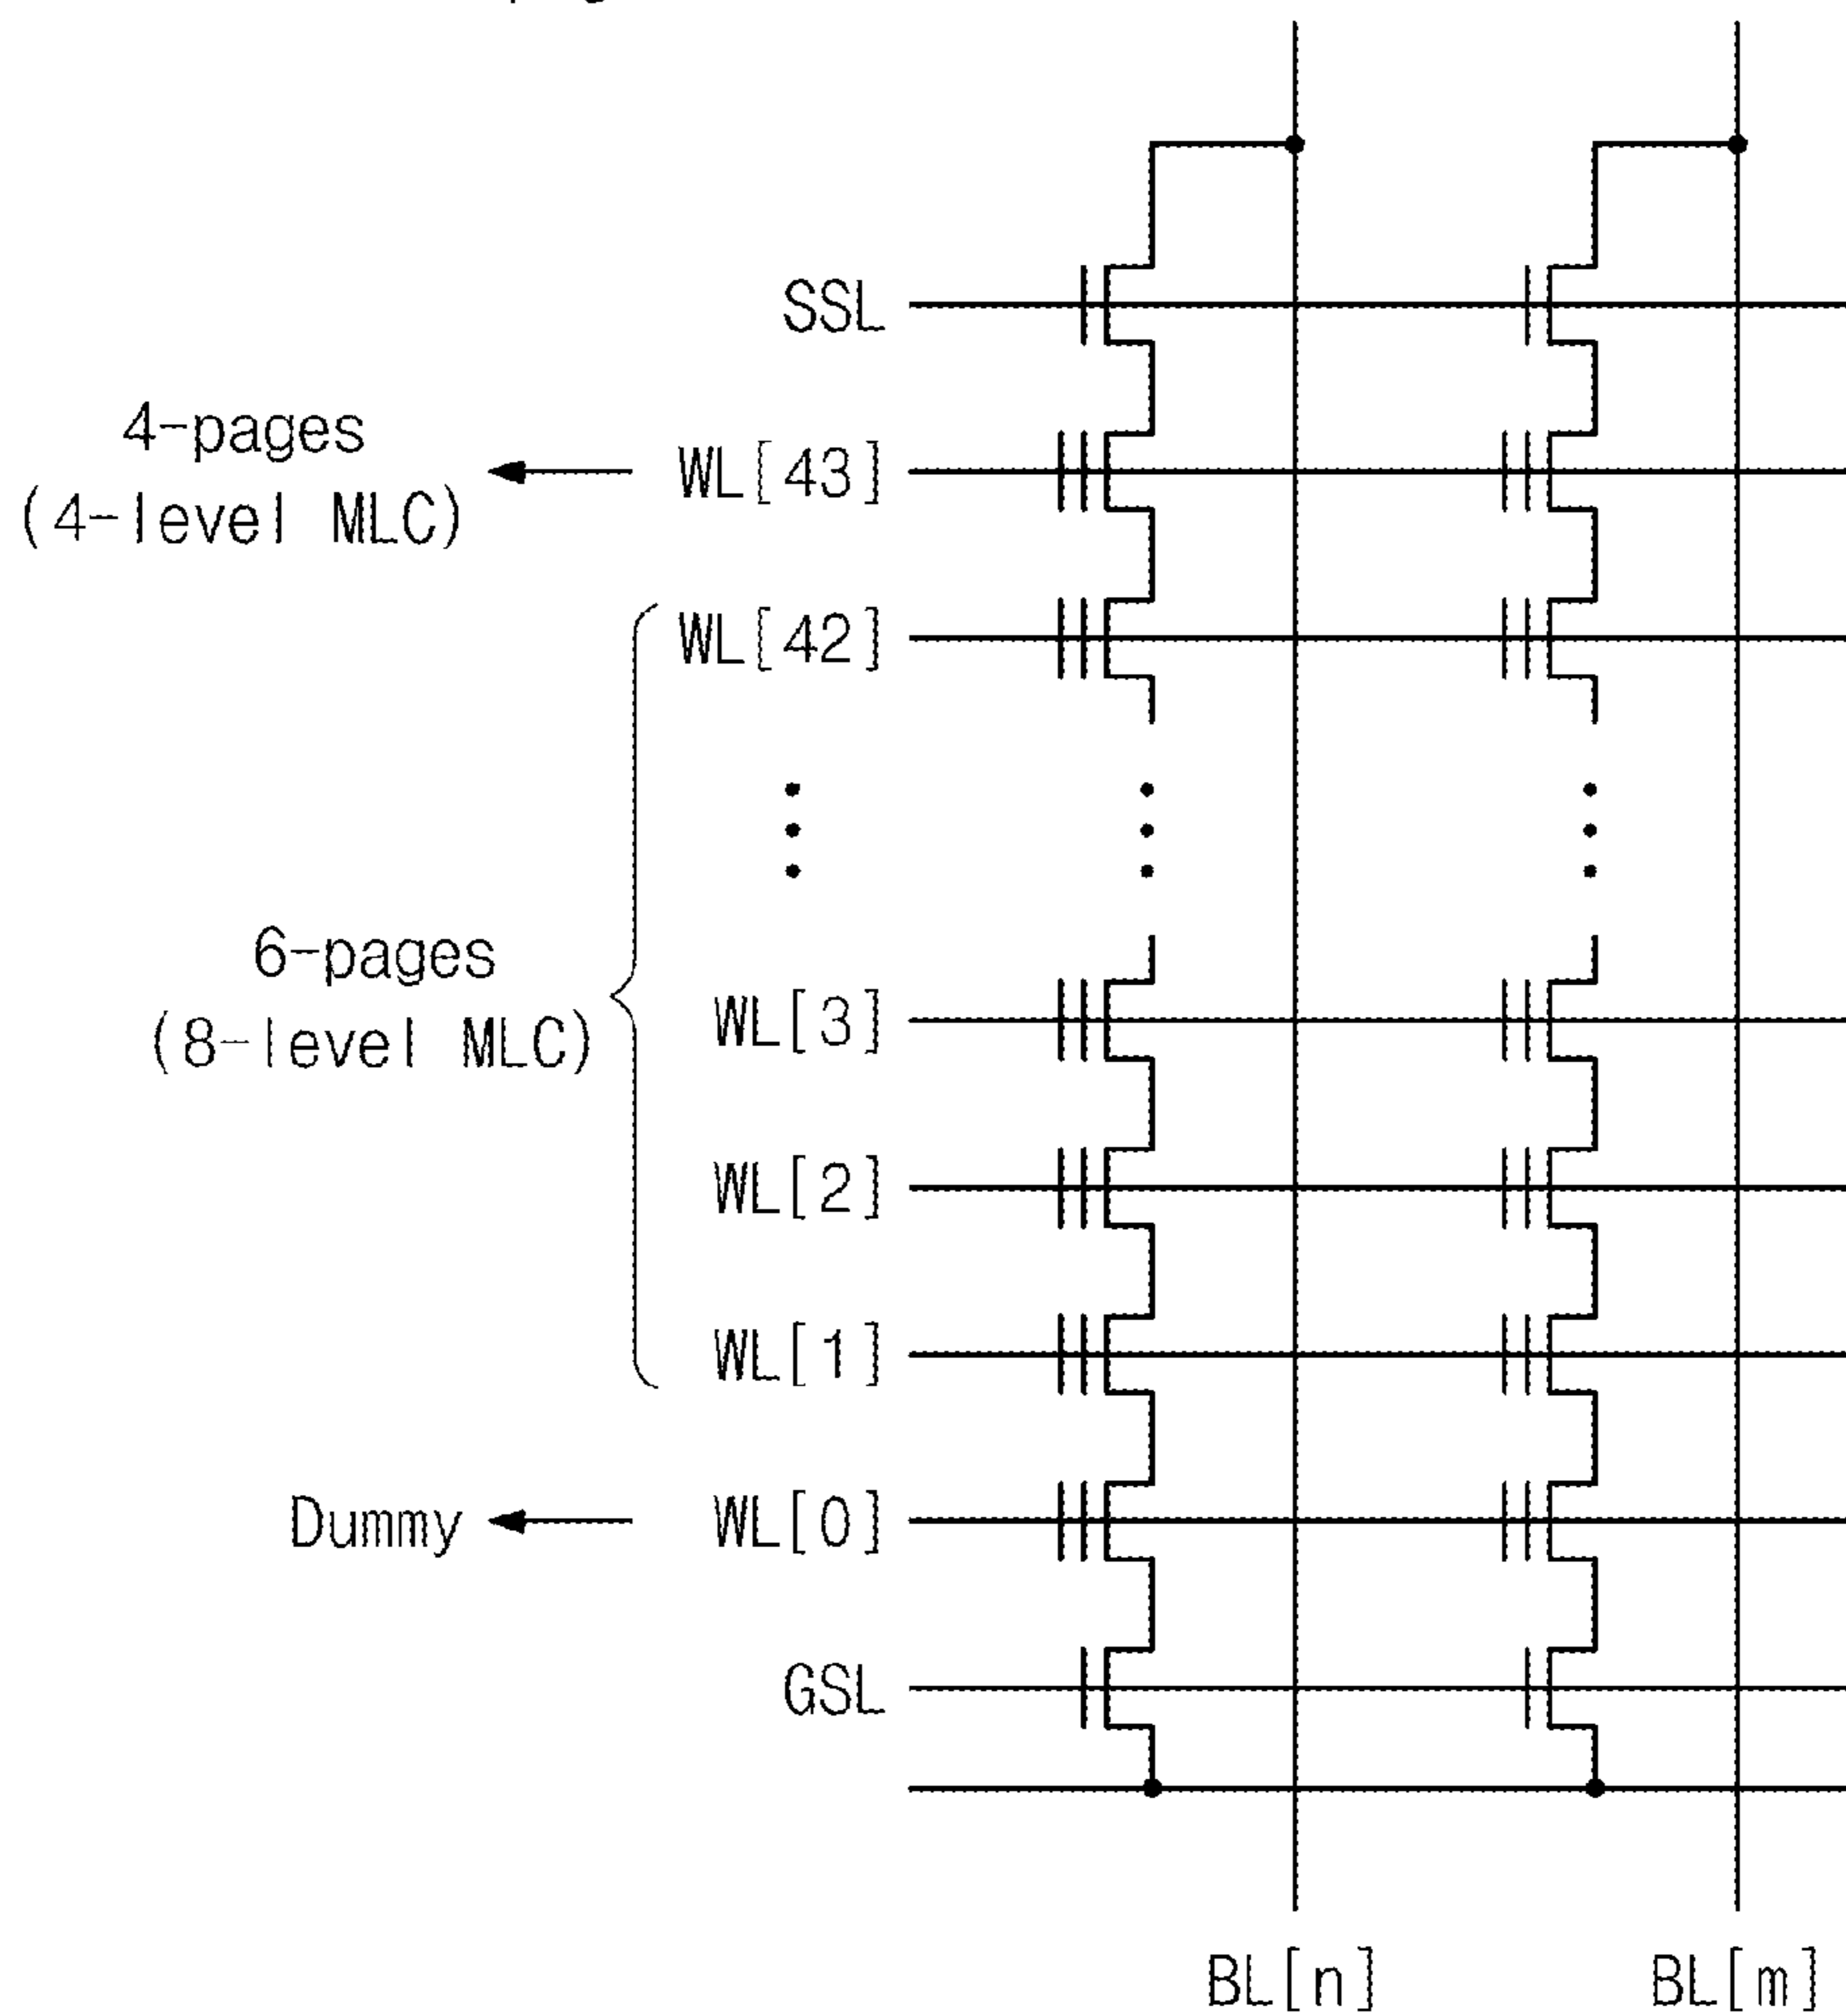 SSL
4-pages
(4-level MLC)
WL[43]
WL[42]
6-pages
(8-level MLC)
WL[3]
WL[2]
WL[1]
Dummy
WL[0]
GSL
BL[n]
BL[m]